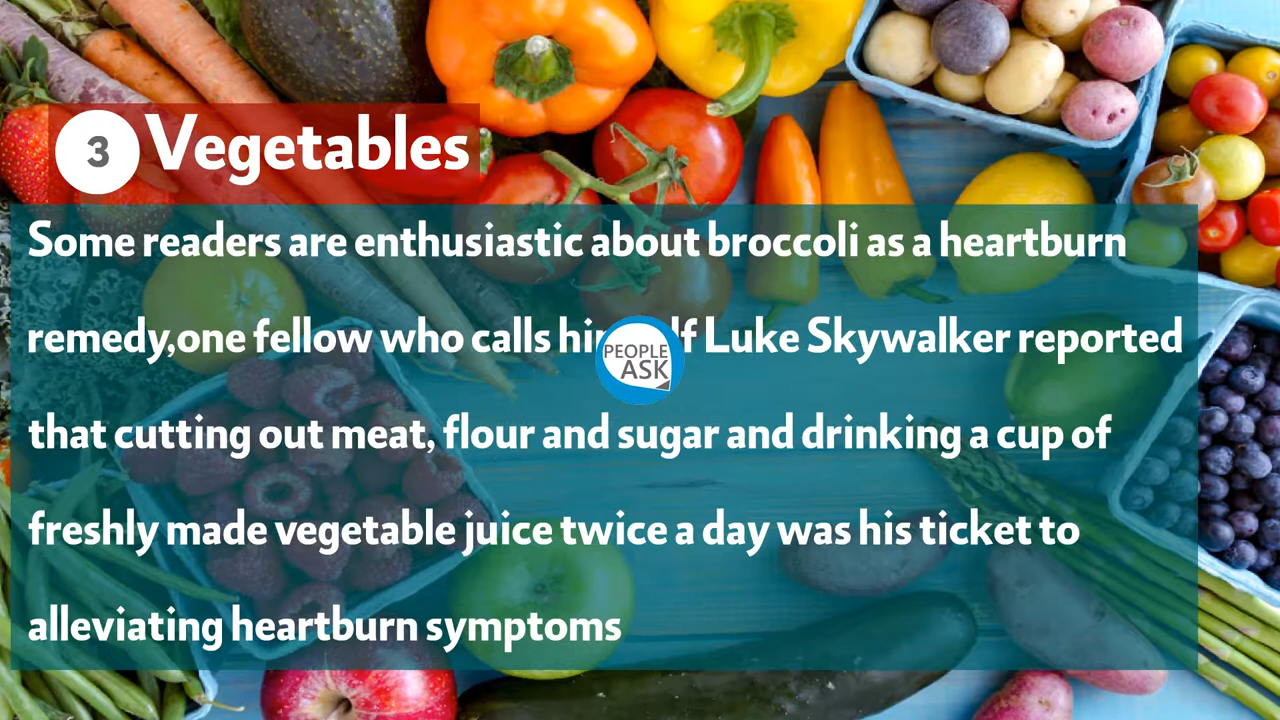 3 Vegetables
Some readers are enthusiastic about broccoli as a heartburn
remedy,one fellow who calls Luke Skywalker reported
that cutting out meat, flour and sugar and drinking a cup of
freshly made vegetable juice twice a day was his ticket to
alleviating heartburn symptoms
PEOPLE
ASK